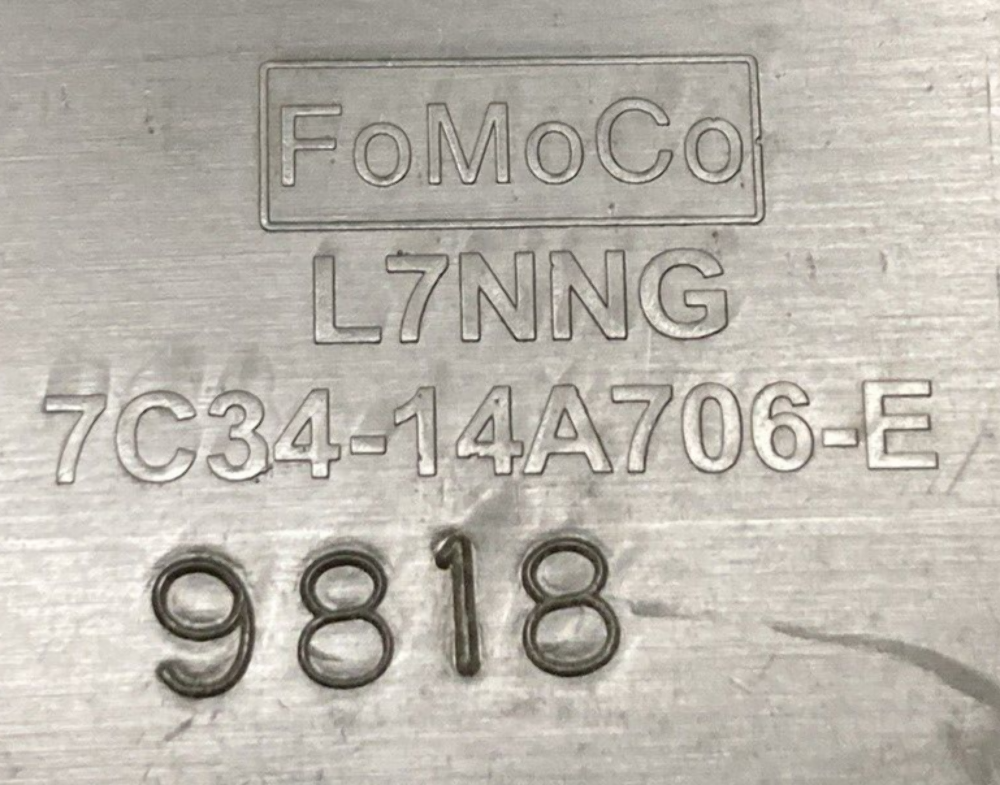 FoMoCo
L7NNG
7C34-14A706-E
9818